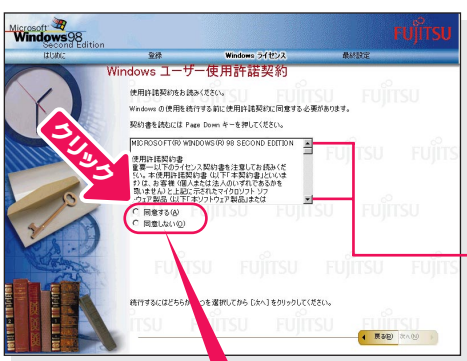 Microsoft
Windows98
Second Edition
FUJITSU
はじめに 登録 Windows ライセンス 最終設定
Windows ユーザー使用許諾契約
使用許諾契約をお読みください。
Windows の使用を続行する前に使用許諾契約に同意する必要があります。
契約書を読むには Page Down キーを押してください。
MICROSOFT(R) WINDOWS(R) 98 SECOND EDITION
使用許諾契約書
重要－以下のライセンス契約書を注意してお読みくだ
さい。本使用許諾契約書（以下「本契約書」といいま
す）は、お客様（個人または法人のいずれであるかを
問いません）と上記に示されたマイクロソフト ソフ
ウェア製品（以下「本ソフトウェア製品」または
クリック
同意する(A)
同意しない(O)
続行するにはどちらか つを選択してから [次へ] をクリックしてください。
戻る(B) 次へ(N)